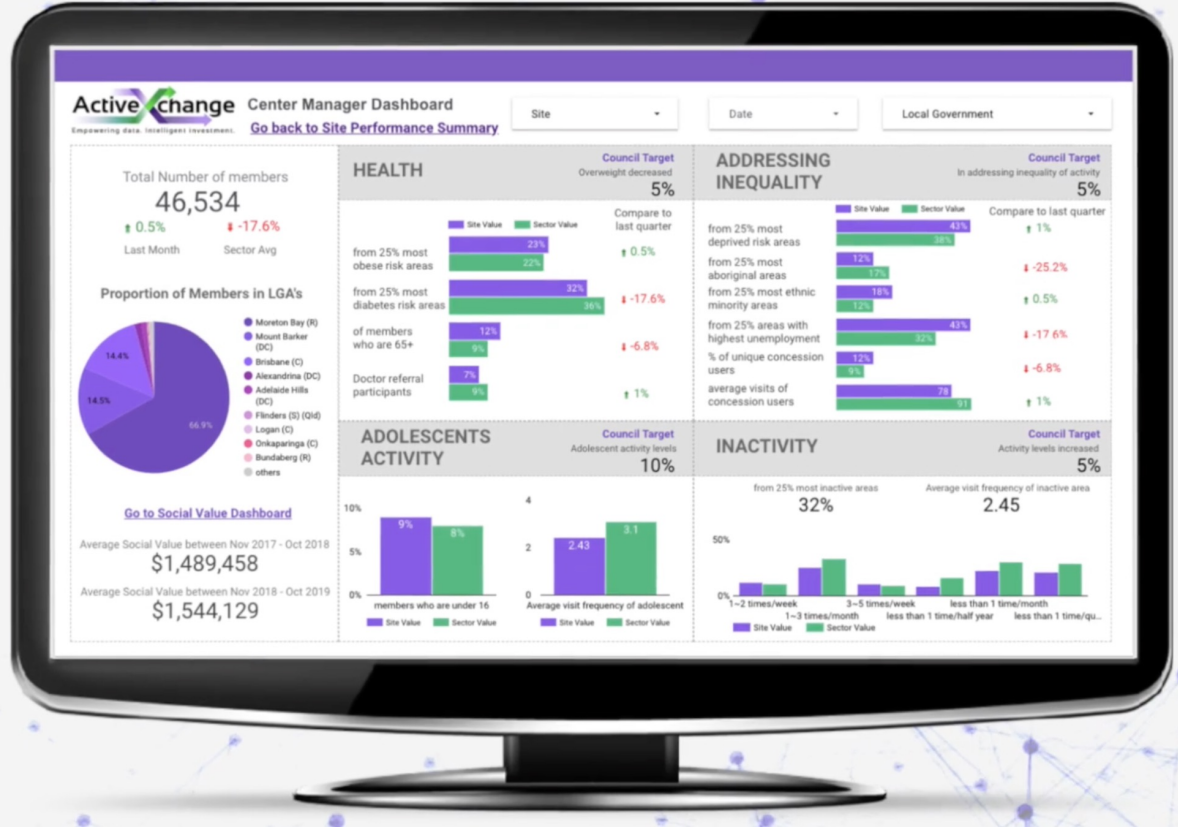 ActiveXchange
Empowering data. Intelligent investment.
Center Manager Dashboard
Go back to Site Performance Summary
Site
Date
Local Government
Total Number of members
46,534
0.5%
-17.6%
Last Month
Sector Avg
Proportion of Members in LGA's
14.4%
14.5%
66.9%
Moreton Bay (R)
Mount Barker
(DC)
Brisbane (C)
Alexandrina (DC)
Adelaide Hills
(DC)
Flinders (S) (Qld)
Logan (C)
Onkaparinga (C)
Bundaberg (R)
others
Go to Social Value Dashboard
Average Social Value between Nov 2017 - Oct 2018
$1,489,458
Average Social Value between Nov 2018 - Oct 2019
$1,544,129
HEALTH
Council Target
Overweight decreased
5%
Site Value
Sector Value
Compare to
last quarter
from 25% most
obese risk areas
23%
22%
0.5%
from 25% most
diabetes risk areas
32%
36%
-17.6%
of members
who are 65+
12%
9%
-6.8%
Doctor referral
participants
7%
9%
1%
ADDRESSING
INEQUALITY
Council Target
In addressing inequality of activity
5%
Site Value
Sector Value
Compare to last quarter
from 25% most
deprived risk areas
43%
38%
1%
from 25% most
aboriginal areas
12%
17%
-25.2%
from 25% most ethnic
minority areas
18%
12%
0.5%
from 25% areas with
highest unemployment
43%
32%
-17.6%
% of unique concession
users
12%
9%
-6.8%
average visits of
concession users
78
91
1%
ADOLESCENTS
ACTIVITY
Council Target
Adolescent activity levels
10%
10%
5%
0%
9%
8%
members who are under 16
Site Value
Sector Value
4
2
0
2.43
3.1
Average visit frequency of adolescent
Site Value
Sector Value
INACTIVITY
Council Target
Activity levels increased
5%
from 25% most inactive areas
32%
Average visit frequency of inactive area
2.45
50%
0%
1~2 times/week
3~5 times/week
less than 1 time/month
1~3 times/month
less than 1 time/half year
less than 1 time/qu...
Site Value
Sector Value